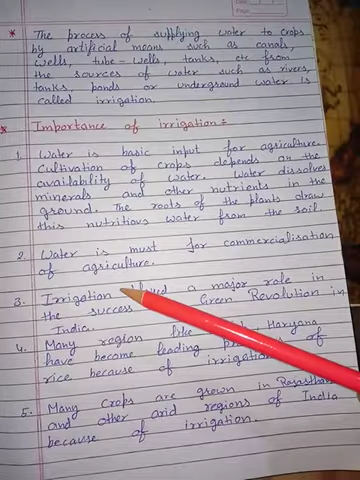 * The process of supplying water to crops
by artificial means such as canals,
wells, tube-wells, tanks, etc from
the sources of water such as rivers,
tanks, ponds or underground water is
called irrigation.
* Importance of irrigation:-
1. Water is basic input for agriculture.
Cultivation of crops depends on the
availability of water. Water dissolves
minerals and other nutrients in the
ground. The roots of the plants draw
this nutritious water from the soil
2. Water is must for commercialisation
of agriculture.
3. Irrigation a major role in
the success Green Revolution in
India.
4. Many region like Haryana
have become leading of
rice because of irrigation
5. Many crops are grown in Rajasthan
and other arid regions of India
because of irrigation.